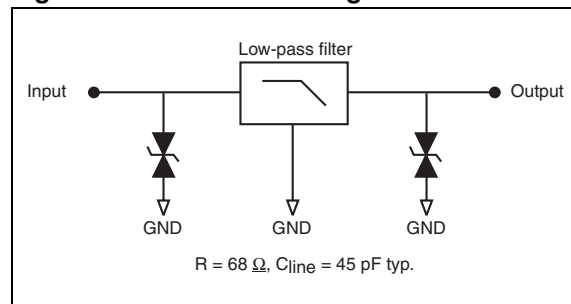 Low-pass filter
Input
Output
GND
GND
GND
R = 68 Ω, Cline = 45 pF typ.